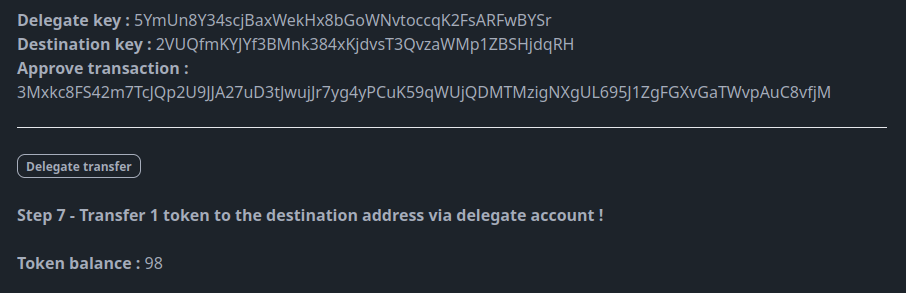 Delegate key : 5YmUn8Y34scjBaxWekHx8bGoWNvtoccqK2FsARFwBYSr
Destination key : 2VUQfmKYJYf3BMnk384xKjdvsT3QvzaWMp1ZBSHjdqRH
Approve transaction :
3Mxkc8FS42m7TcJQp2U9JJA27uD3tJwujJr7yg4yPCuK59qWUjQDMTMzigNXgUL695J1ZgFGXvGaTWvpAuC8vfjM
Delegate transfer
Step 7 - Transfer 1 token to the destination address via delegate account !
Token balance : 98